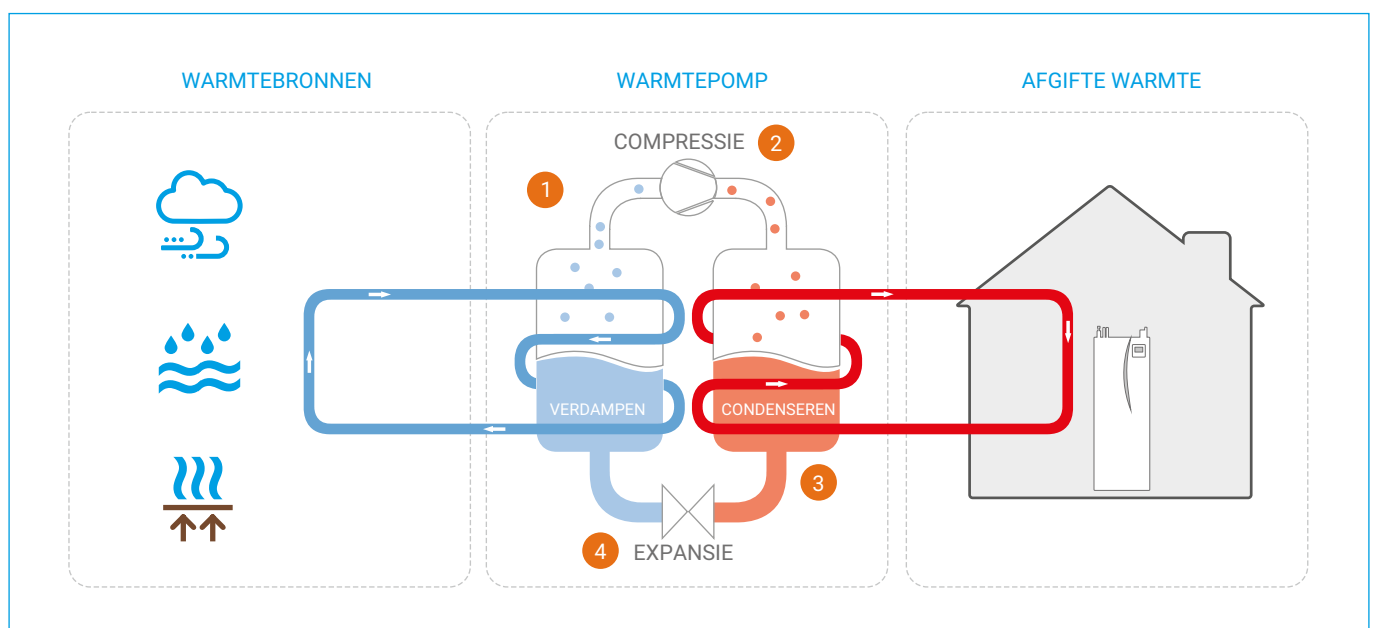 WARMTEBRONNEN
WARMTEPOMP
AFGIFTE WARMTE
COMPRESSIE 2
1
VERDAMPEN
CONDENSEREN
3
4 EXPANSIE